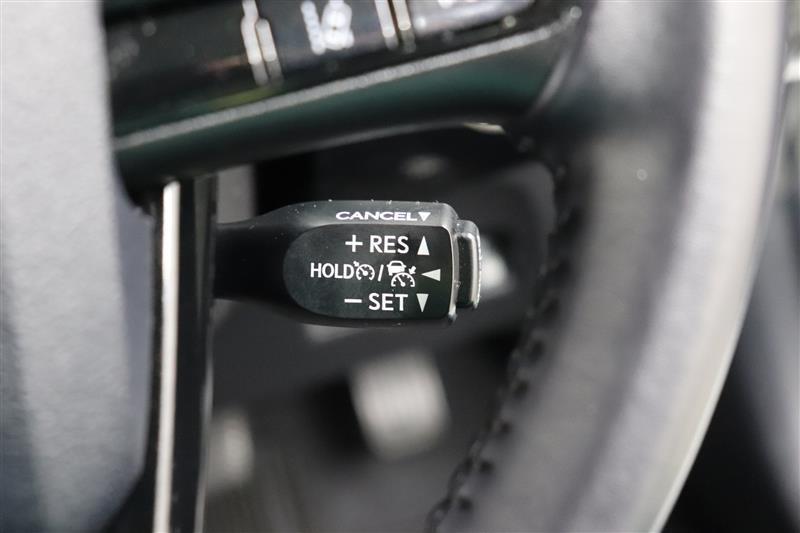 CANCEL▼
+ RES ▲
HOLD / ◀
− SET ▼